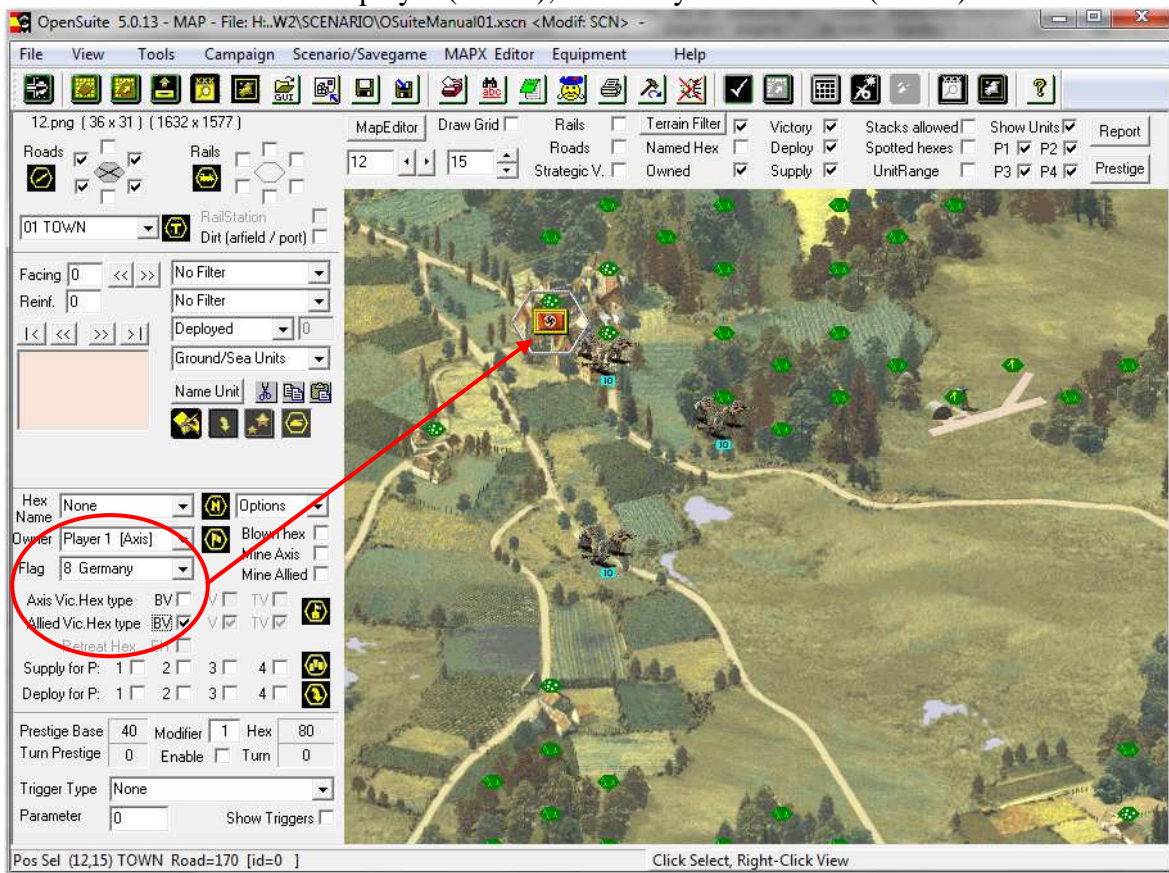 OpenSuite 5.0.13 - MAP - File: H:..W2\SCENARIO\OSuiteManual01.xscn <Modif: SCN> -
File View Tools Campaign Scenario/Savegame MAPX Editor Equipment Help
12.png ( 36 x 31 ) ( 1632 x 1577 )
MapEditor Draw Grid Rails Terrain Filter Victory Stacks allowed Show Units Report
Roads Rails Roads Named Hex Deploy Spotted hexes P1 P2
12 15 Strategic V. Owned Supply UnitRange P3 P4 Prestige
01 TOWN RailStation
Dirt (arfield / port)
Facing 0 << >> No Filter
Reinf. 0 No Filter
|< << >> >| Deployed 0
Ground/Sea Units
Name Unit
10
10
10
Hex Name None Options
Owner Player 1 [Axis] Blown hex
Mine Axis
Flag 8 Germany Mine Allied
Axis Vic.Hex type BV V TV
Allied Vic.Hex type BV V TV
Retreat Hex EH
Supply for P: 1 2 3 4
Deploy for P: 1 2 3 4
Prestige Base 40 Modifier 1 Hex 80
Turn Prestige 0 Enable Turn 0
Trigger Type None
Parameter 0 Show Triggers
Pos Sel (12,15) TOWN Road=170 [id=0 ] Click Select, Right-Click View